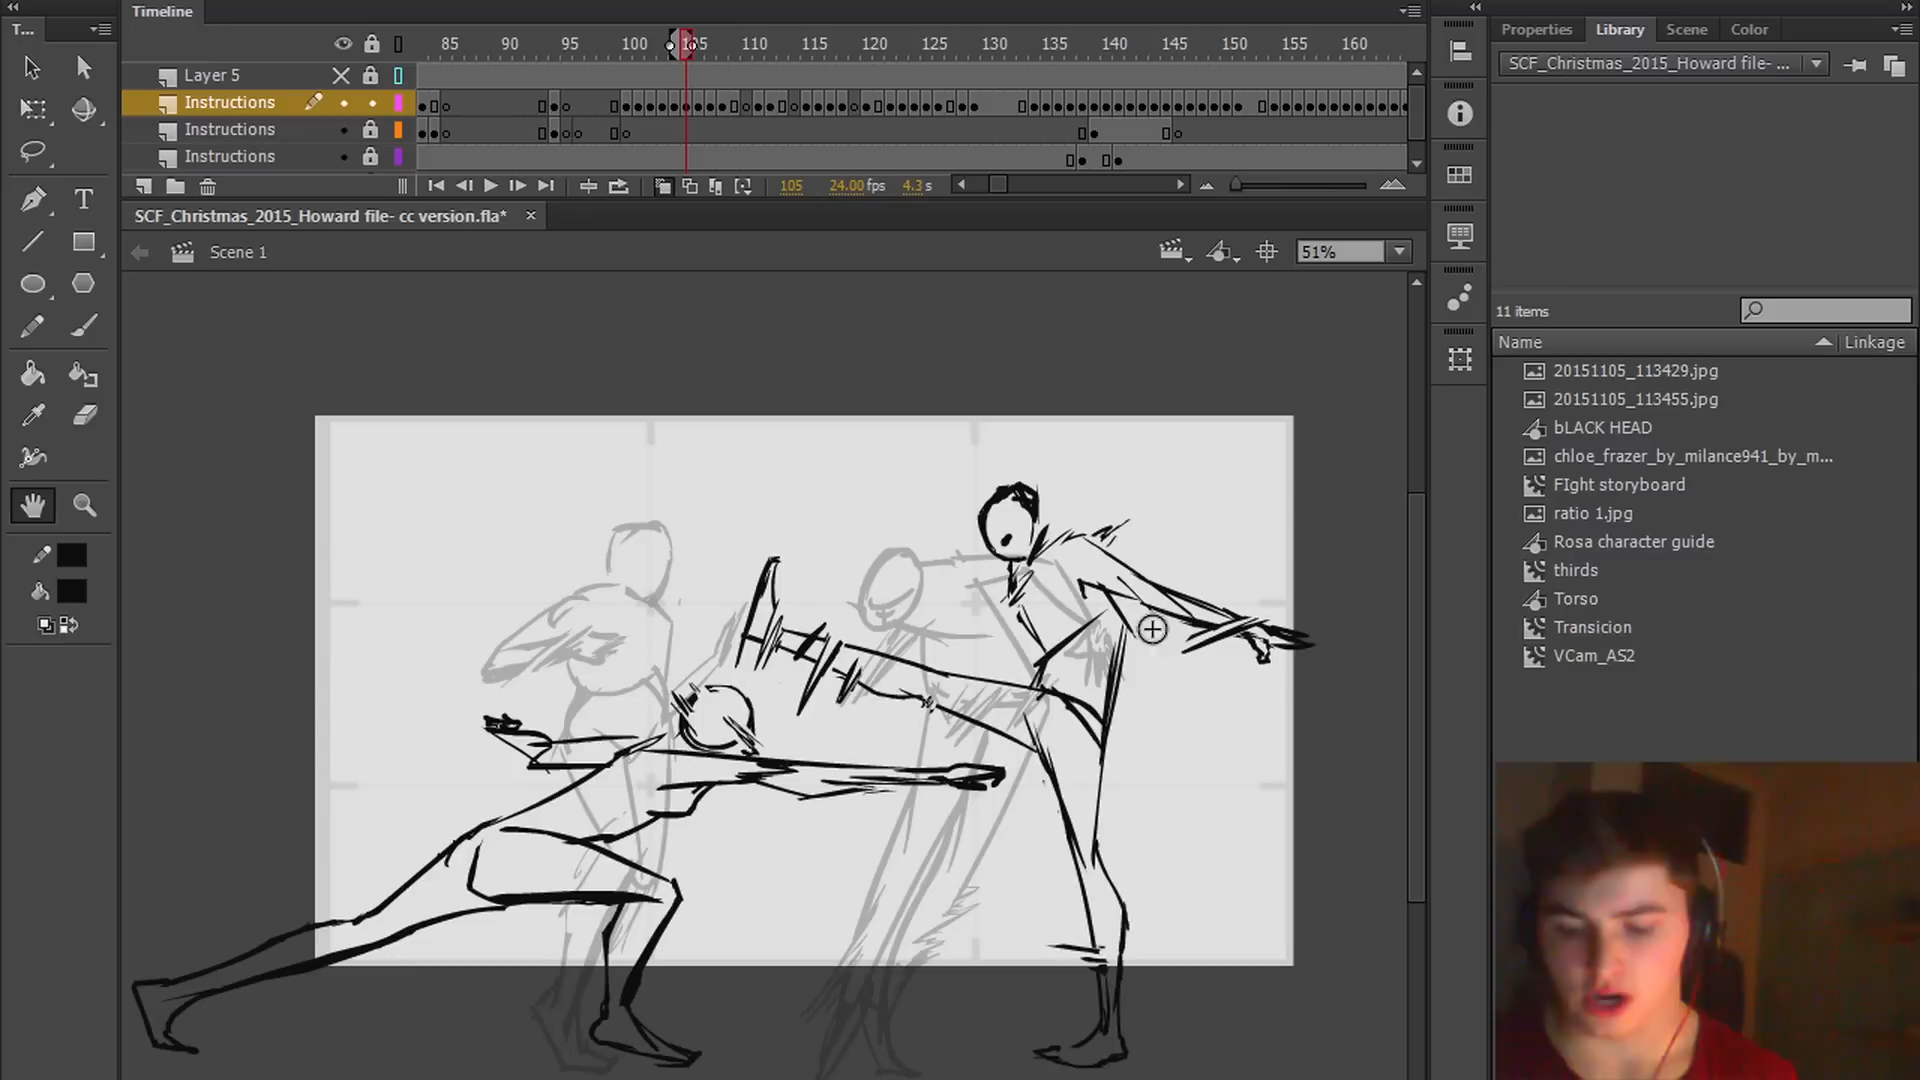 T...
Timeline
Properties
Library
Scene
Color
85 90 95 100 105 110 115 120 125 130 135 140 145 150 155 160
SCF_Christmas_2015_Howard file- ...
Layer 5
Instructions
Instructions
Instructions
105 24.00 fps 4.3 s
SCF_Christmas_2015_Howard file- cc version.fla*
Scene 1
51%
11 items
Name
Linkage
20151105_113429.jpg
20151105_113455.jpg
bLACK HEAD
chloe_frazer_by_milance941_by_m...
FIght storyboard
ratio 1.jpg
Rosa character guide
thirds
Torso
Transicion
VCam_AS2